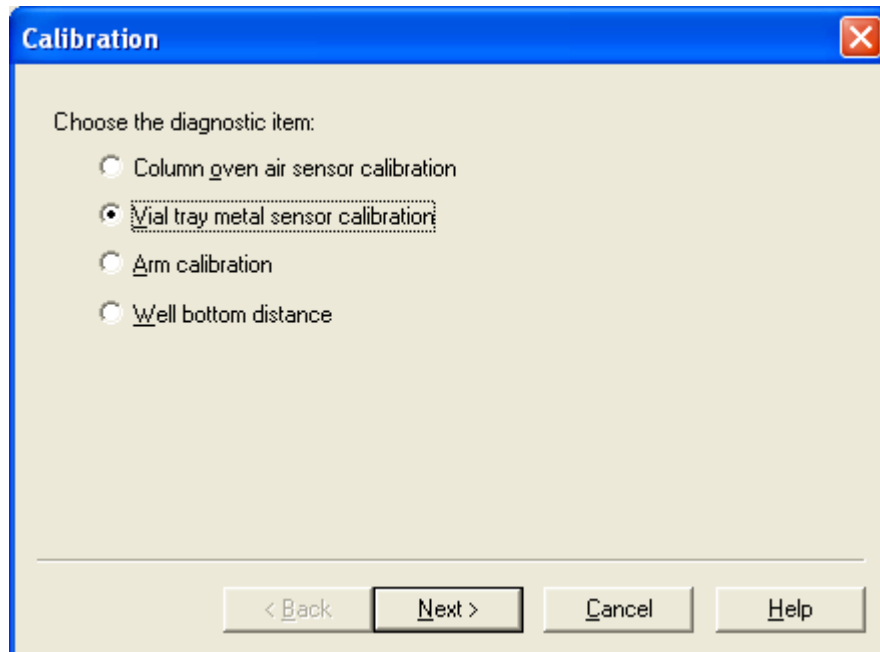 Calibration
Choose the diagnostic item:
Column oven air sensor calibration
Vial tray metal sensor calibration
Arm calibration
Well bottom distance
< Back Next > Cancel Help